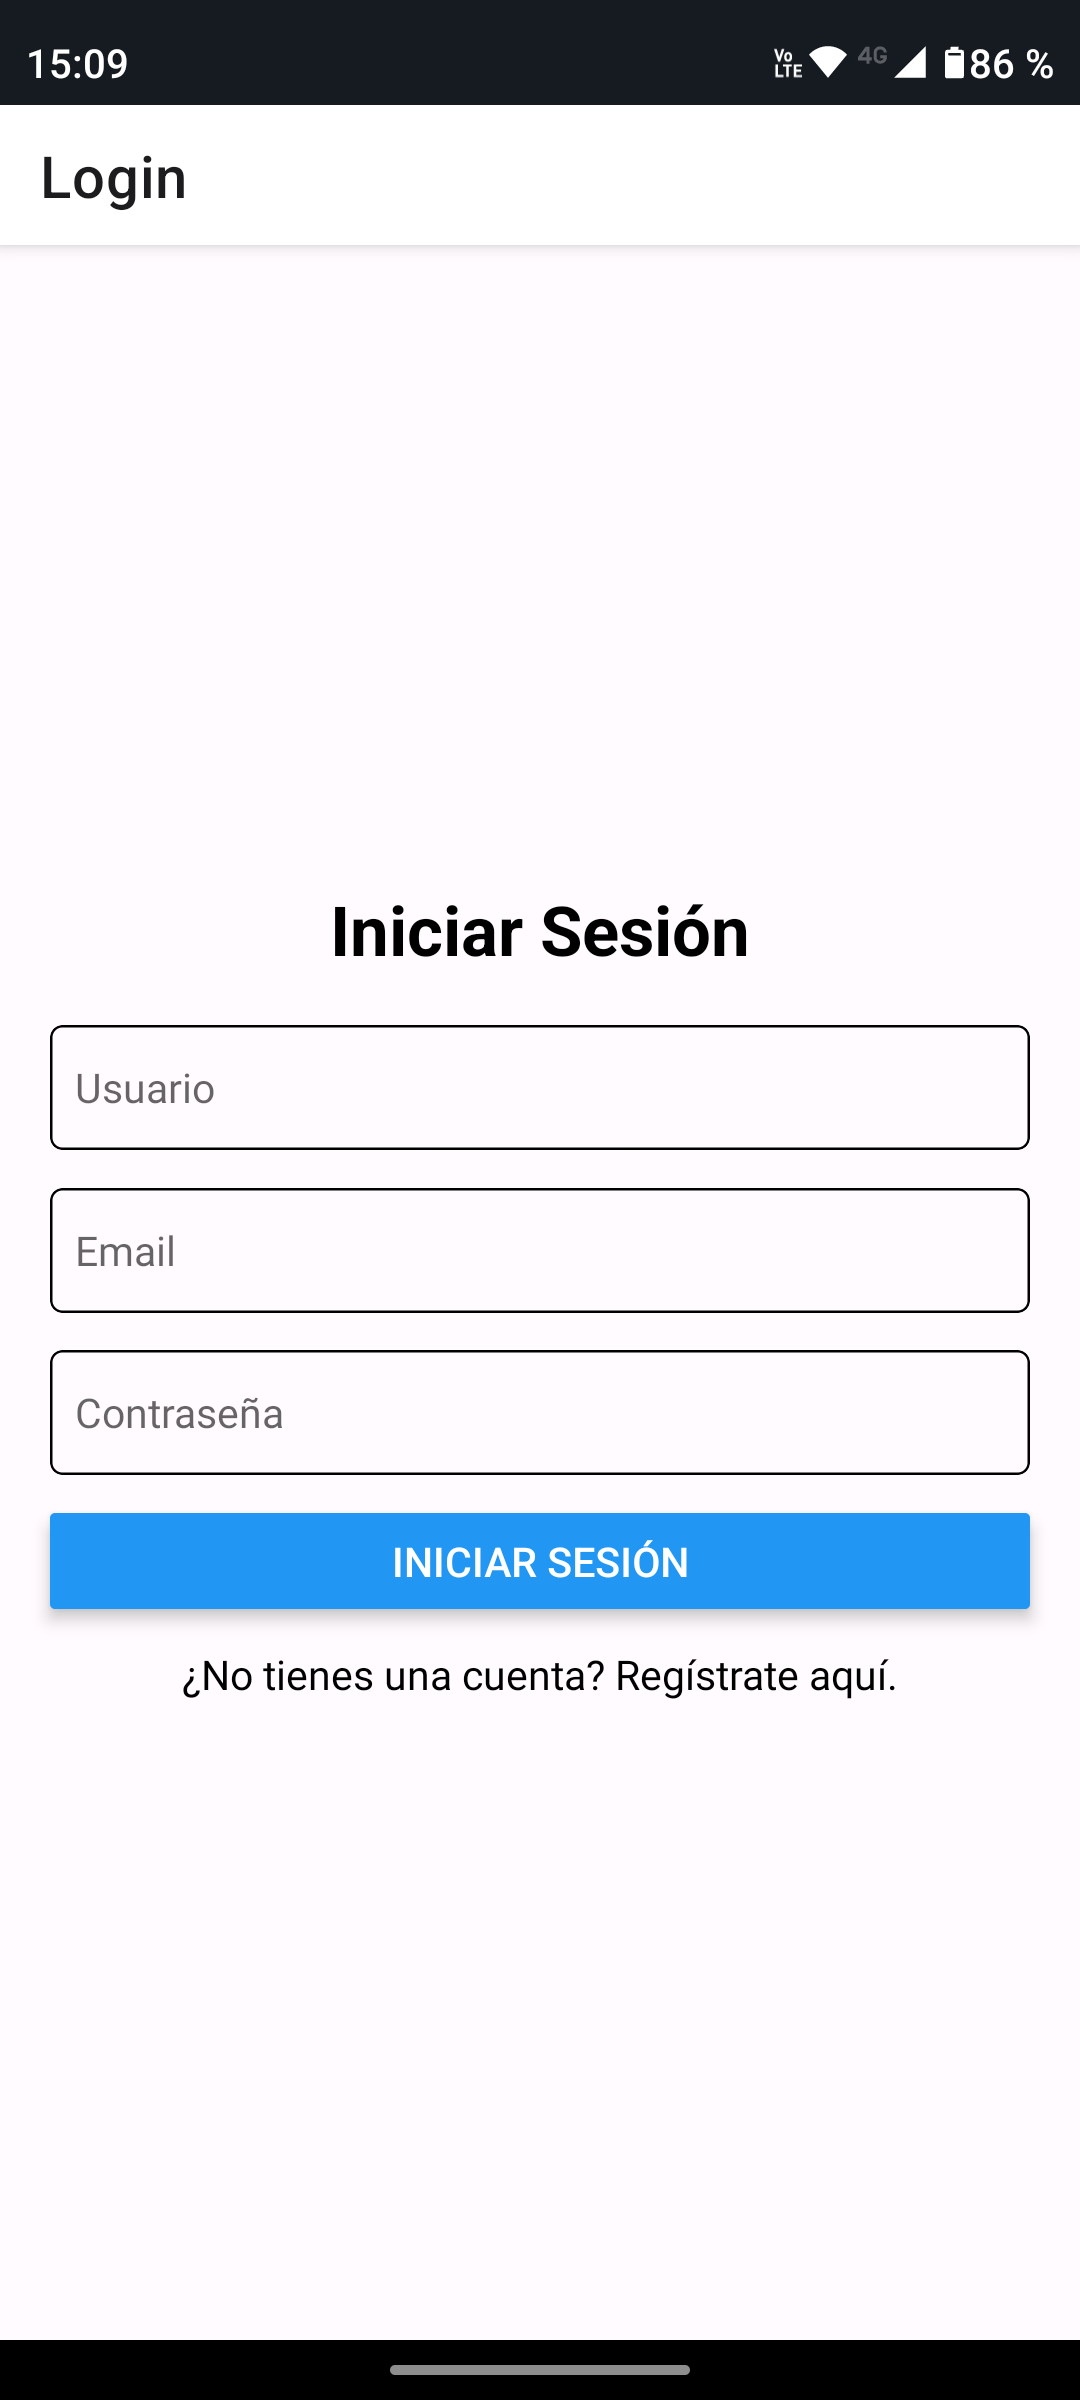 15:09 Vo LTE 4G 86 %
Login
Iniciar Sesión
Usuario
Email
Contraseña
INICIAR SESIÓN
¿No tienes una cuenta? Regístrate aquí.